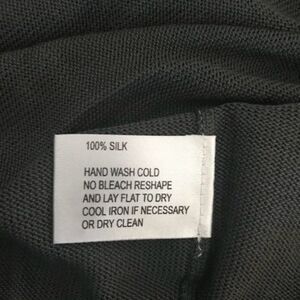 100% SILK
HAND WASH COLD
NO BLEACH RESHAPE
AND LAY FLAT TO DRY
COOL IRON IF NECESSARY
OR DRY CLEAN